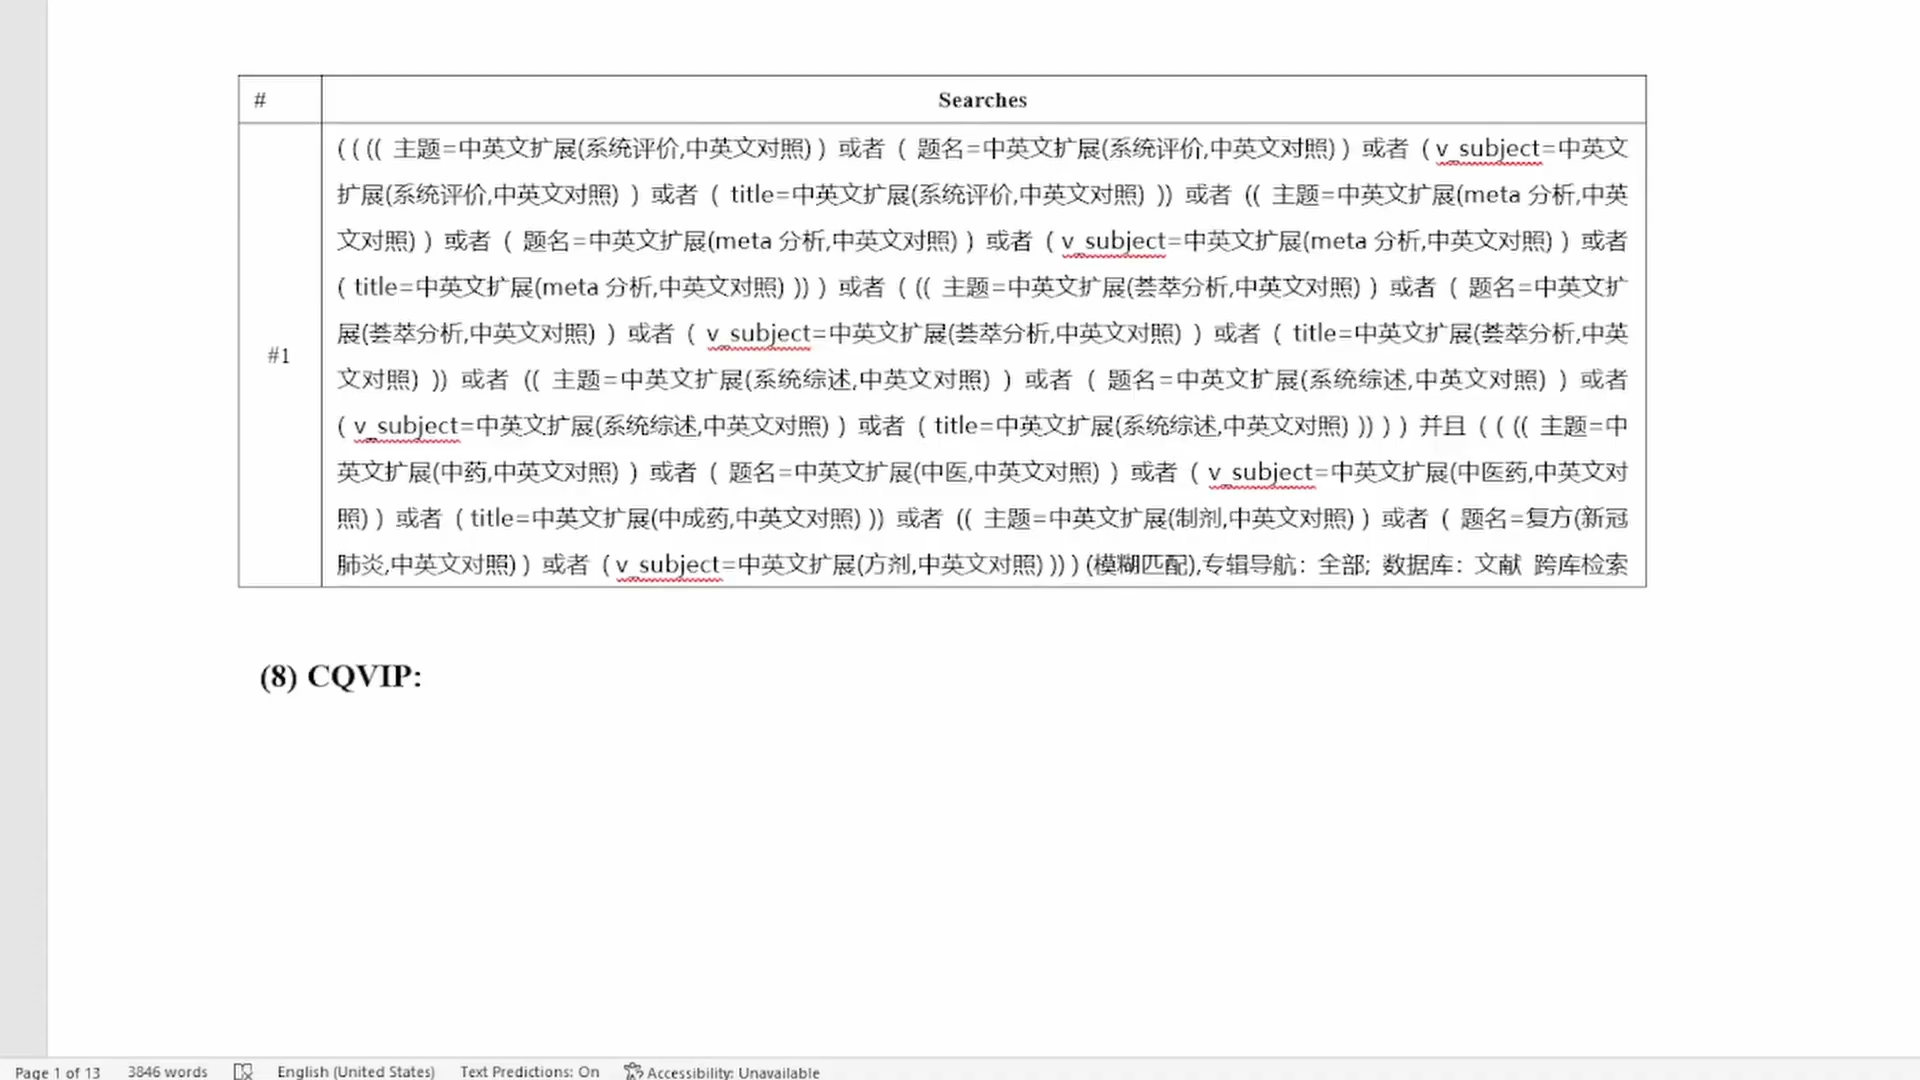 # Searches
( ( (( 主题=中英文扩展(系统评价,中英文对照) ) 或者 ( 题名=中英文扩展(系统评价,中英文对照) ) 或者 ( v_subject=中英文
扩展(系统评价,中英文对照) ) 或者 ( title=中英文扩展(系统评价,中英文对照) )) 或者 (( 主题=中英文扩展(meta 分析,中英
文对照) ) 或者 ( 题名=中英文扩展(meta 分析,中英文对照) ) 或者 ( v_subject=中英文扩展(meta 分析,中英文对照) ) 或者
( title=中英文扩展(meta 分析,中英文对照) )) ) 或者 ( (( 主题=中英文扩展(荟萃分析,中英文对照) ) 或者 ( 题名=中英文扩
展(荟萃分析,中英文对照) ) 或者 ( v_subject=中英文扩展(荟萃分析,中英文对照) ) 或者 ( title=中英文扩展(荟萃分析,中英
#1
文对照) )) 或者 (( 主题=中英文扩展(系统综述,中英文对照) ) 或者 ( 题名=中英文扩展(系统综述,中英文对照) ) 或者
( v_subject=中英文扩展(系统综述,中英文对照) ) 或者 ( title=中英文扩展(系统综述,中英文对照) )) ) ) 并且 ( ( (( 主题=中
英文扩展(中药,中英文对照) ) 或者 ( 题名=中英文扩展(中医,中英文对照) ) 或者 ( v_subject=中英文扩展(中医药,中英文对
照) ) 或者 ( title=中英文扩展(中成药,中英文对照) )) 或者 (( 主题=中英文扩展(制剂,中英文对照) ) 或者 ( 题名=复方(新冠
肺炎,中英文对照) ) 或者 ( v_subject=中英文扩展(方剂,中英文对照) )) ) (模糊匹配),专辑导航：全部; 数据库：文献 跨库检索
(8) CQVIP:
Page 1 of 13 3846 words English (United States) Text Predictions: On Accessibility: Unavailable